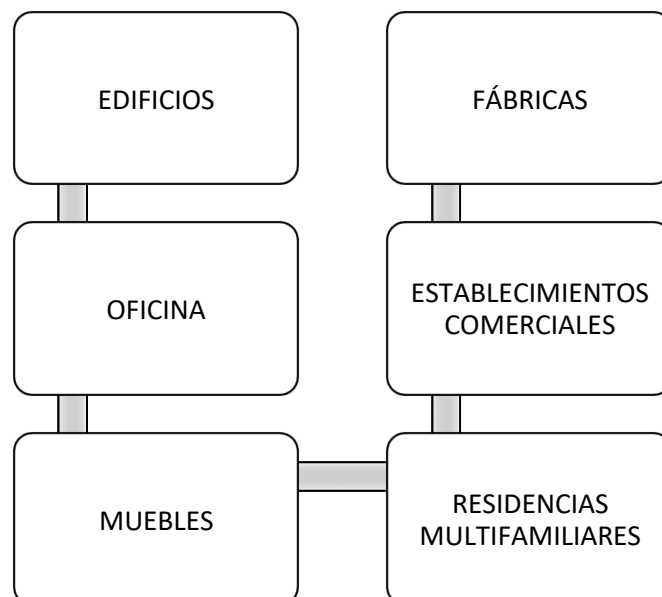 EDIFICIOS
OFICINA
MUEBLES
RESIDENCIAS
MULTIFAMILIARES
ESTABLECIMIENTOS
COMERCIALES
FÁBRICAS